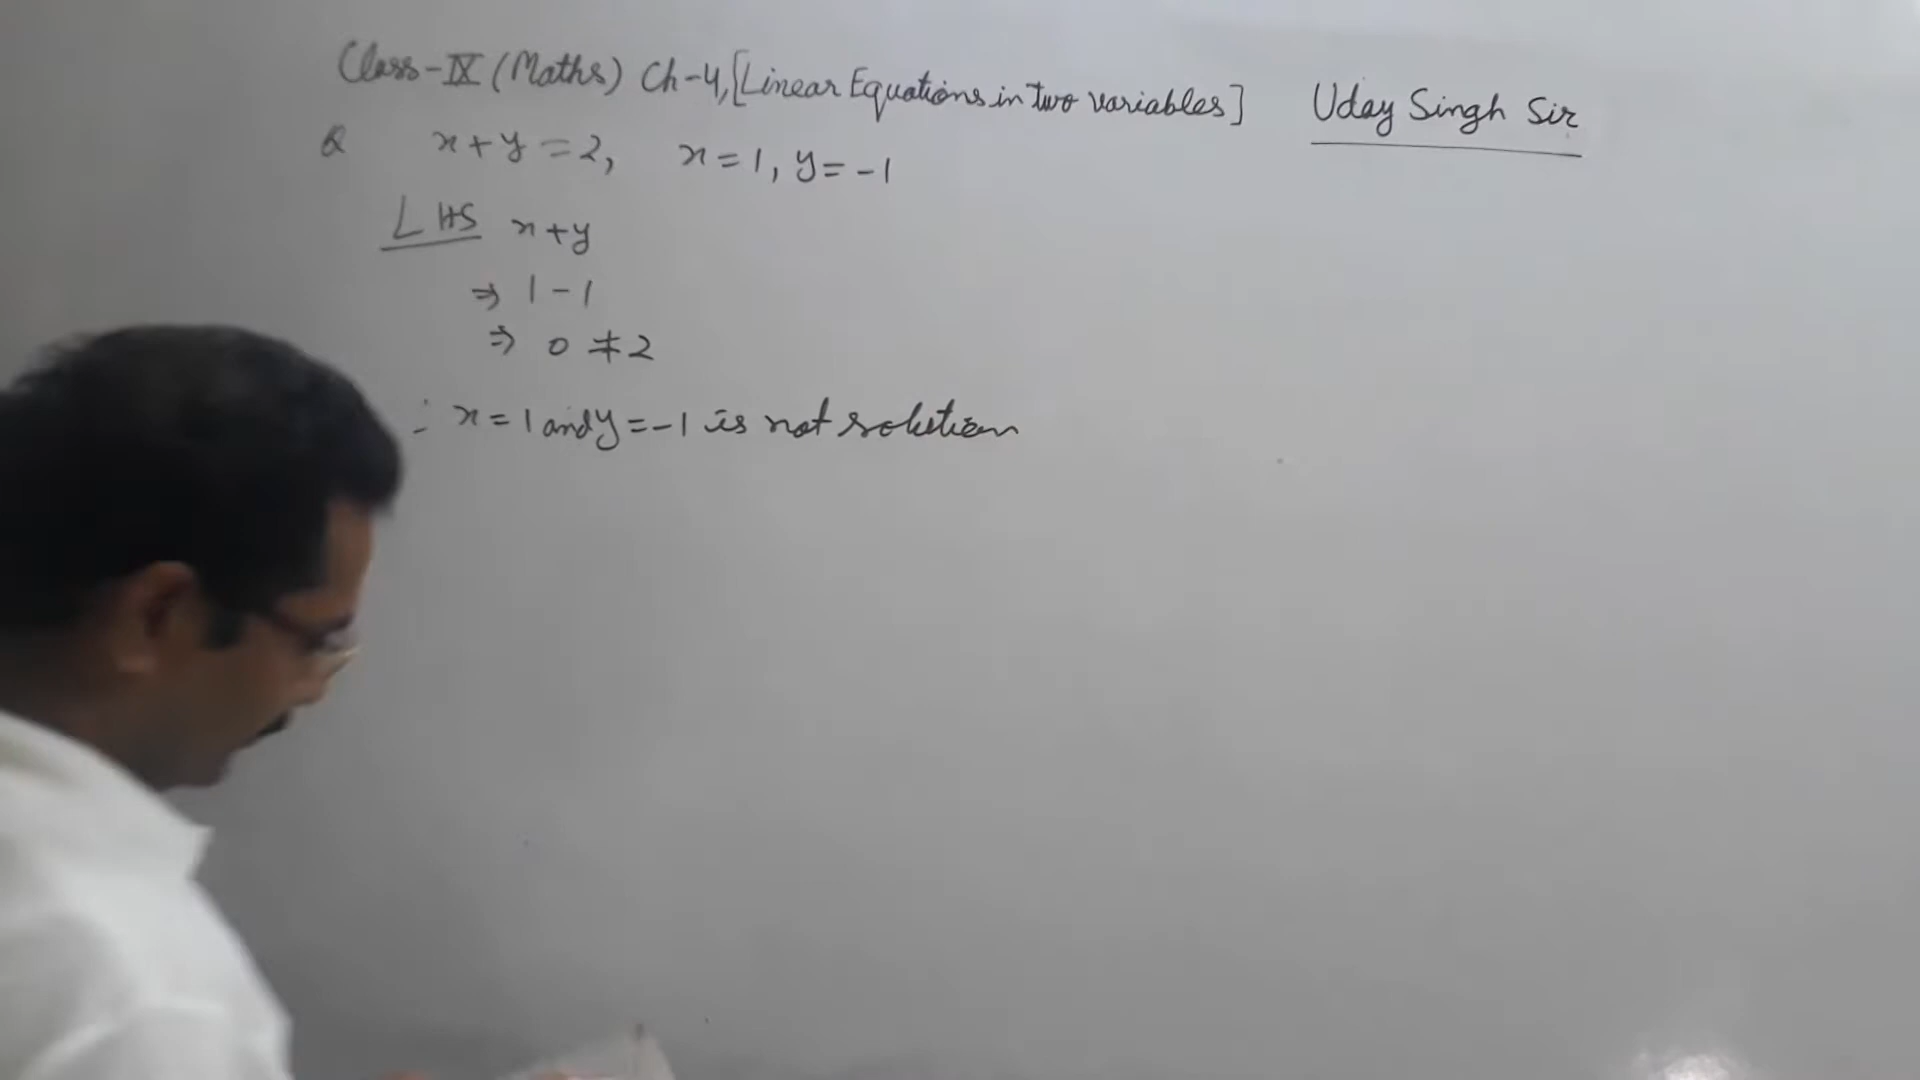 Class-IX (Maths) Ch-4, [Linear Equations in two variables] Uday Singh Sir
Q x+y=2, x=1, y=-1
LHS x+y
⇒ 1-1
⇒ 0 ≠ 2
∴ x=1 and y=-1 is not solution